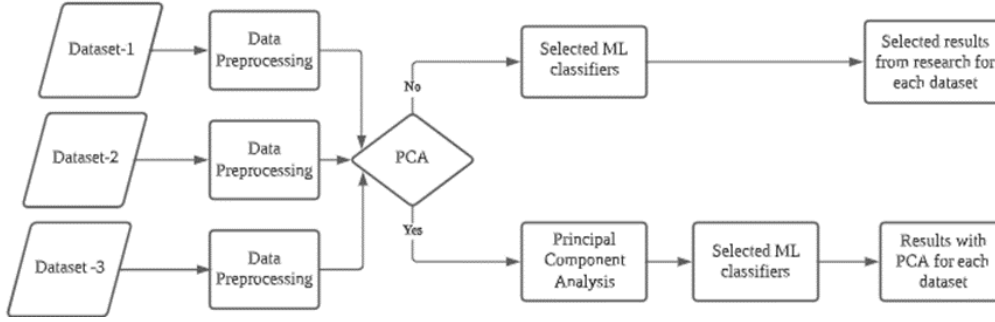 Dataset-1
Data
Preprocessing
Selected ML
classifiers
Selected results
from research for
each dataset
No
Dataset-2
Data
Preprocessing
PCA
Yes
Dataset -3
Data
Preprocessing
Principal
Component
Analysis
Selected ML
classifiers
Results with
PCA for each
dataset